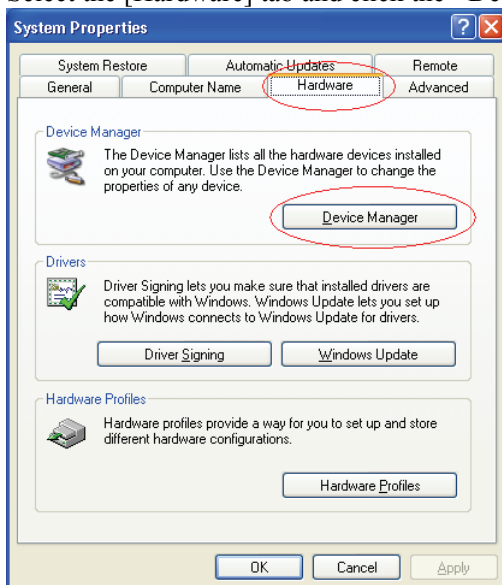 System Properties
System Restore Automatic Updates Remote
General Computer Name Hardware Advanced
Device Manager
The Device Manager lists all the hardware devices installed
on your computer. Use the Device Manager to change the
properties of any device.
Device Manager
Drivers
Driver Signing lets you make sure that installed drivers are
compatible with Windows. Windows Update lets you set up
how Windows connects to Windows Update for drivers.
Driver Signing Windows Update
Hardware Profiles
Hardware profiles provide a way for you to set up and store
different hardware configurations.
Hardware Profiles
OK Cancel Apply